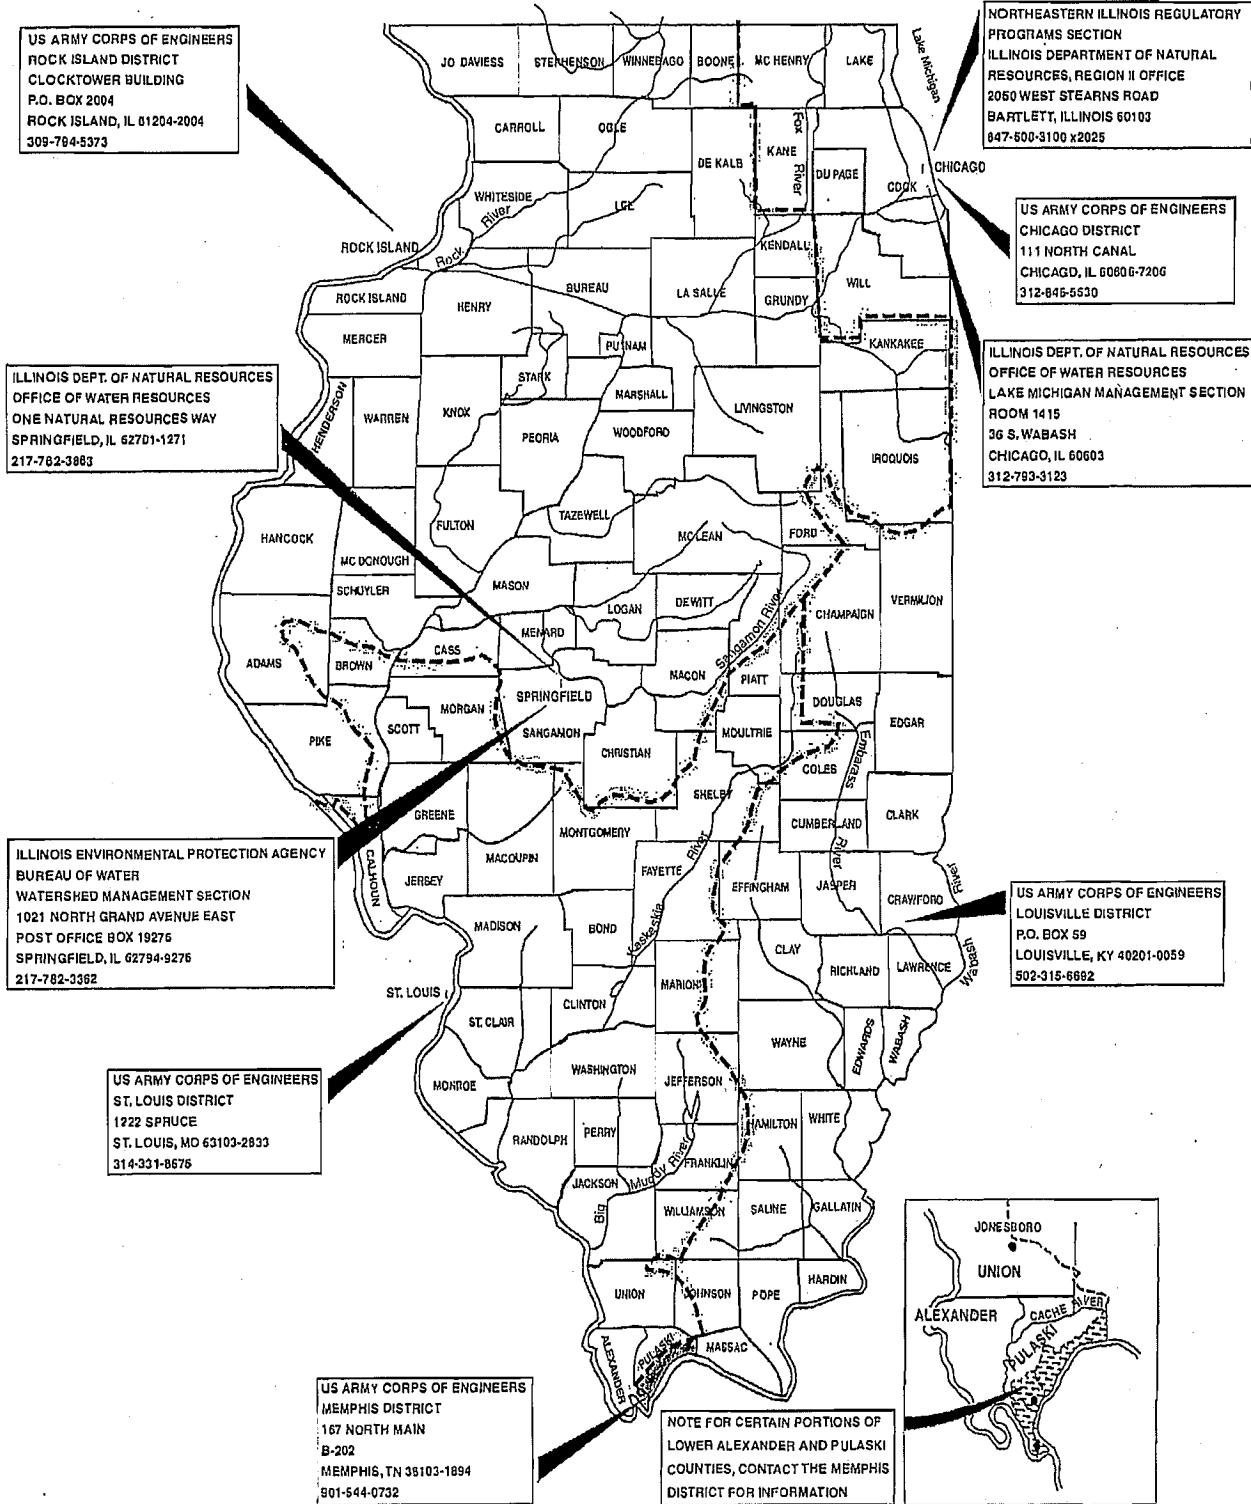 US ARMY CORPS OF ENGINEERS
ROCK ISLAND DISTRICT
CLOCKTOWER BUILDING
P.O. BOX 2004
ROCK ISLAND, IL 61204-2004
309-794-5373
NORTHEASTERN ILLINOIS REGULATORY
PROGRAMS SECTION
ILLINOIS DEPARTMENT OF NATURAL
RESOURCES, REGION II OFFICE
2050 WEST STEARNS ROAD
BARTLETT, ILLINOIS 60103
847-608-3100 x2025
US ARMY CORPS OF ENGINEERS
CHICAGO DISTRICT
111 NORTH CANAL
CHICAGO, IL 60606-7206
312-846-5530
ILLINOIS DEPT. OF NATURAL RESOURCES
OFFICE OF WATER RESOURCES
LAKE MICHIGAN MANAGEMENT SECTION
ROOM 1415
36 S. WABASH
CHICAGO, IL 60603
312-793-3123
ILLINOIS DEPT. OF NATURAL RESOURCES
OFFICE OF WATER RESOURCES
ONE NATURAL RESOURCES WAY
SPRINGFIELD, IL 62701-1271
217-782-3863
ILLINOIS ENVIRONMENTAL PROTECTION AGENCY
BUREAU OF WATER
WATERSHED MANAGEMENT SECTION
1021 NORTH GRAND AVENUE EAST
POST OFFICE BOX 19276
SPRINGFIELD, IL 62794-9276
217-782-3362
US ARMY CORPS OF ENGINEERS
LOUISVILLE DISTRICT
P.O. BOX 59
LOUISVILLE, KY 40201-0059
502-315-6692
US ARMY CORPS OF ENGINEERS
ST. LOUIS DISTRICT
1222 SPRUCE
ST. LOUIS, MO 63103-2833
314-331-8575
US ARMY CORPS OF ENGINEERS
MEMPHIS DISTRICT
167 NORTH MAIN
B-202
MEMPHIS, TN 38103-1894
901-544-0732
NOTE FOR CERTAIN PORTIONS OF
LOWER ALEXANDER AND PULASKI
COUNTIES, CONTACT THE MEMPHIS
DISTRICT FOR INFORMATION
JO DAVIESS
STEPHENSON
WINNEBAGO
BOONE
MC HENRY
LAKE
Lake Michigan
CARROLL
OGLE
DE KALB
KANE
Fox
River
DU PAGE
COOK
CHICAGO
WHITESIDE
LEE
Rock
River
ROCK ISLAND
KENDALL
ROCK ISLAND
HENRY
BUREAU
LA SALLE
GRUNDY
WILL
MERCER
PUTNAM
KANKAKEE
HENDERSON
WARREN
KNOX
STARK
MARSHALL
LIVINGSTON
PEORIA
WOODFORD
IROQUOIS
HANCOCK
MC DONOUGH
FULTON
TAZEWELL
MC LEAN
FORD
SCHUYLER
MASON
LOGAN
DEWITT
CHAMPAIGN
VERMILION
ADAMS
BROWN
CASS
MENARD
MACON
PIATT
Sangamon River
PIKE
SCOTT
MORGAN
SPRINGFIELD
SANGAMON
CHRISTIAN
MOULTRIE
DOUGLAS
EDGAR
COLES
SHELBY
Embarass
River
CALHOUN
GREENE
MACOUPIN
MONTGOMERY
CUMBERLAND
CLARK
JERSEY
FAYETTE
EFFINGHAM
JASPER
CRAWFORD
Wabash
River
MADISON
BOND
Kaskaskia
River
CLAY
RICHLAND
LAWRENCE
ST. LOUIS
ST. CLAIR
CLINTON
MARION
WAYNE
EDWARDS
WABASH
MONROE
WASHINGTON
JEFFERSON
RANDOLPH
PERRY
HAMILTON
WHITE
FRANKLIN
JACKSON
Big
Muddy River
WILLIAMSON
SALINE
GALLATIN
UNION
JOHNSON
POPE
HARDIN
ALEXANDER
PULASKI
MASSAC
JONESBORO
UNION
ALEXANDER
CACHE RIVER
PULASKI